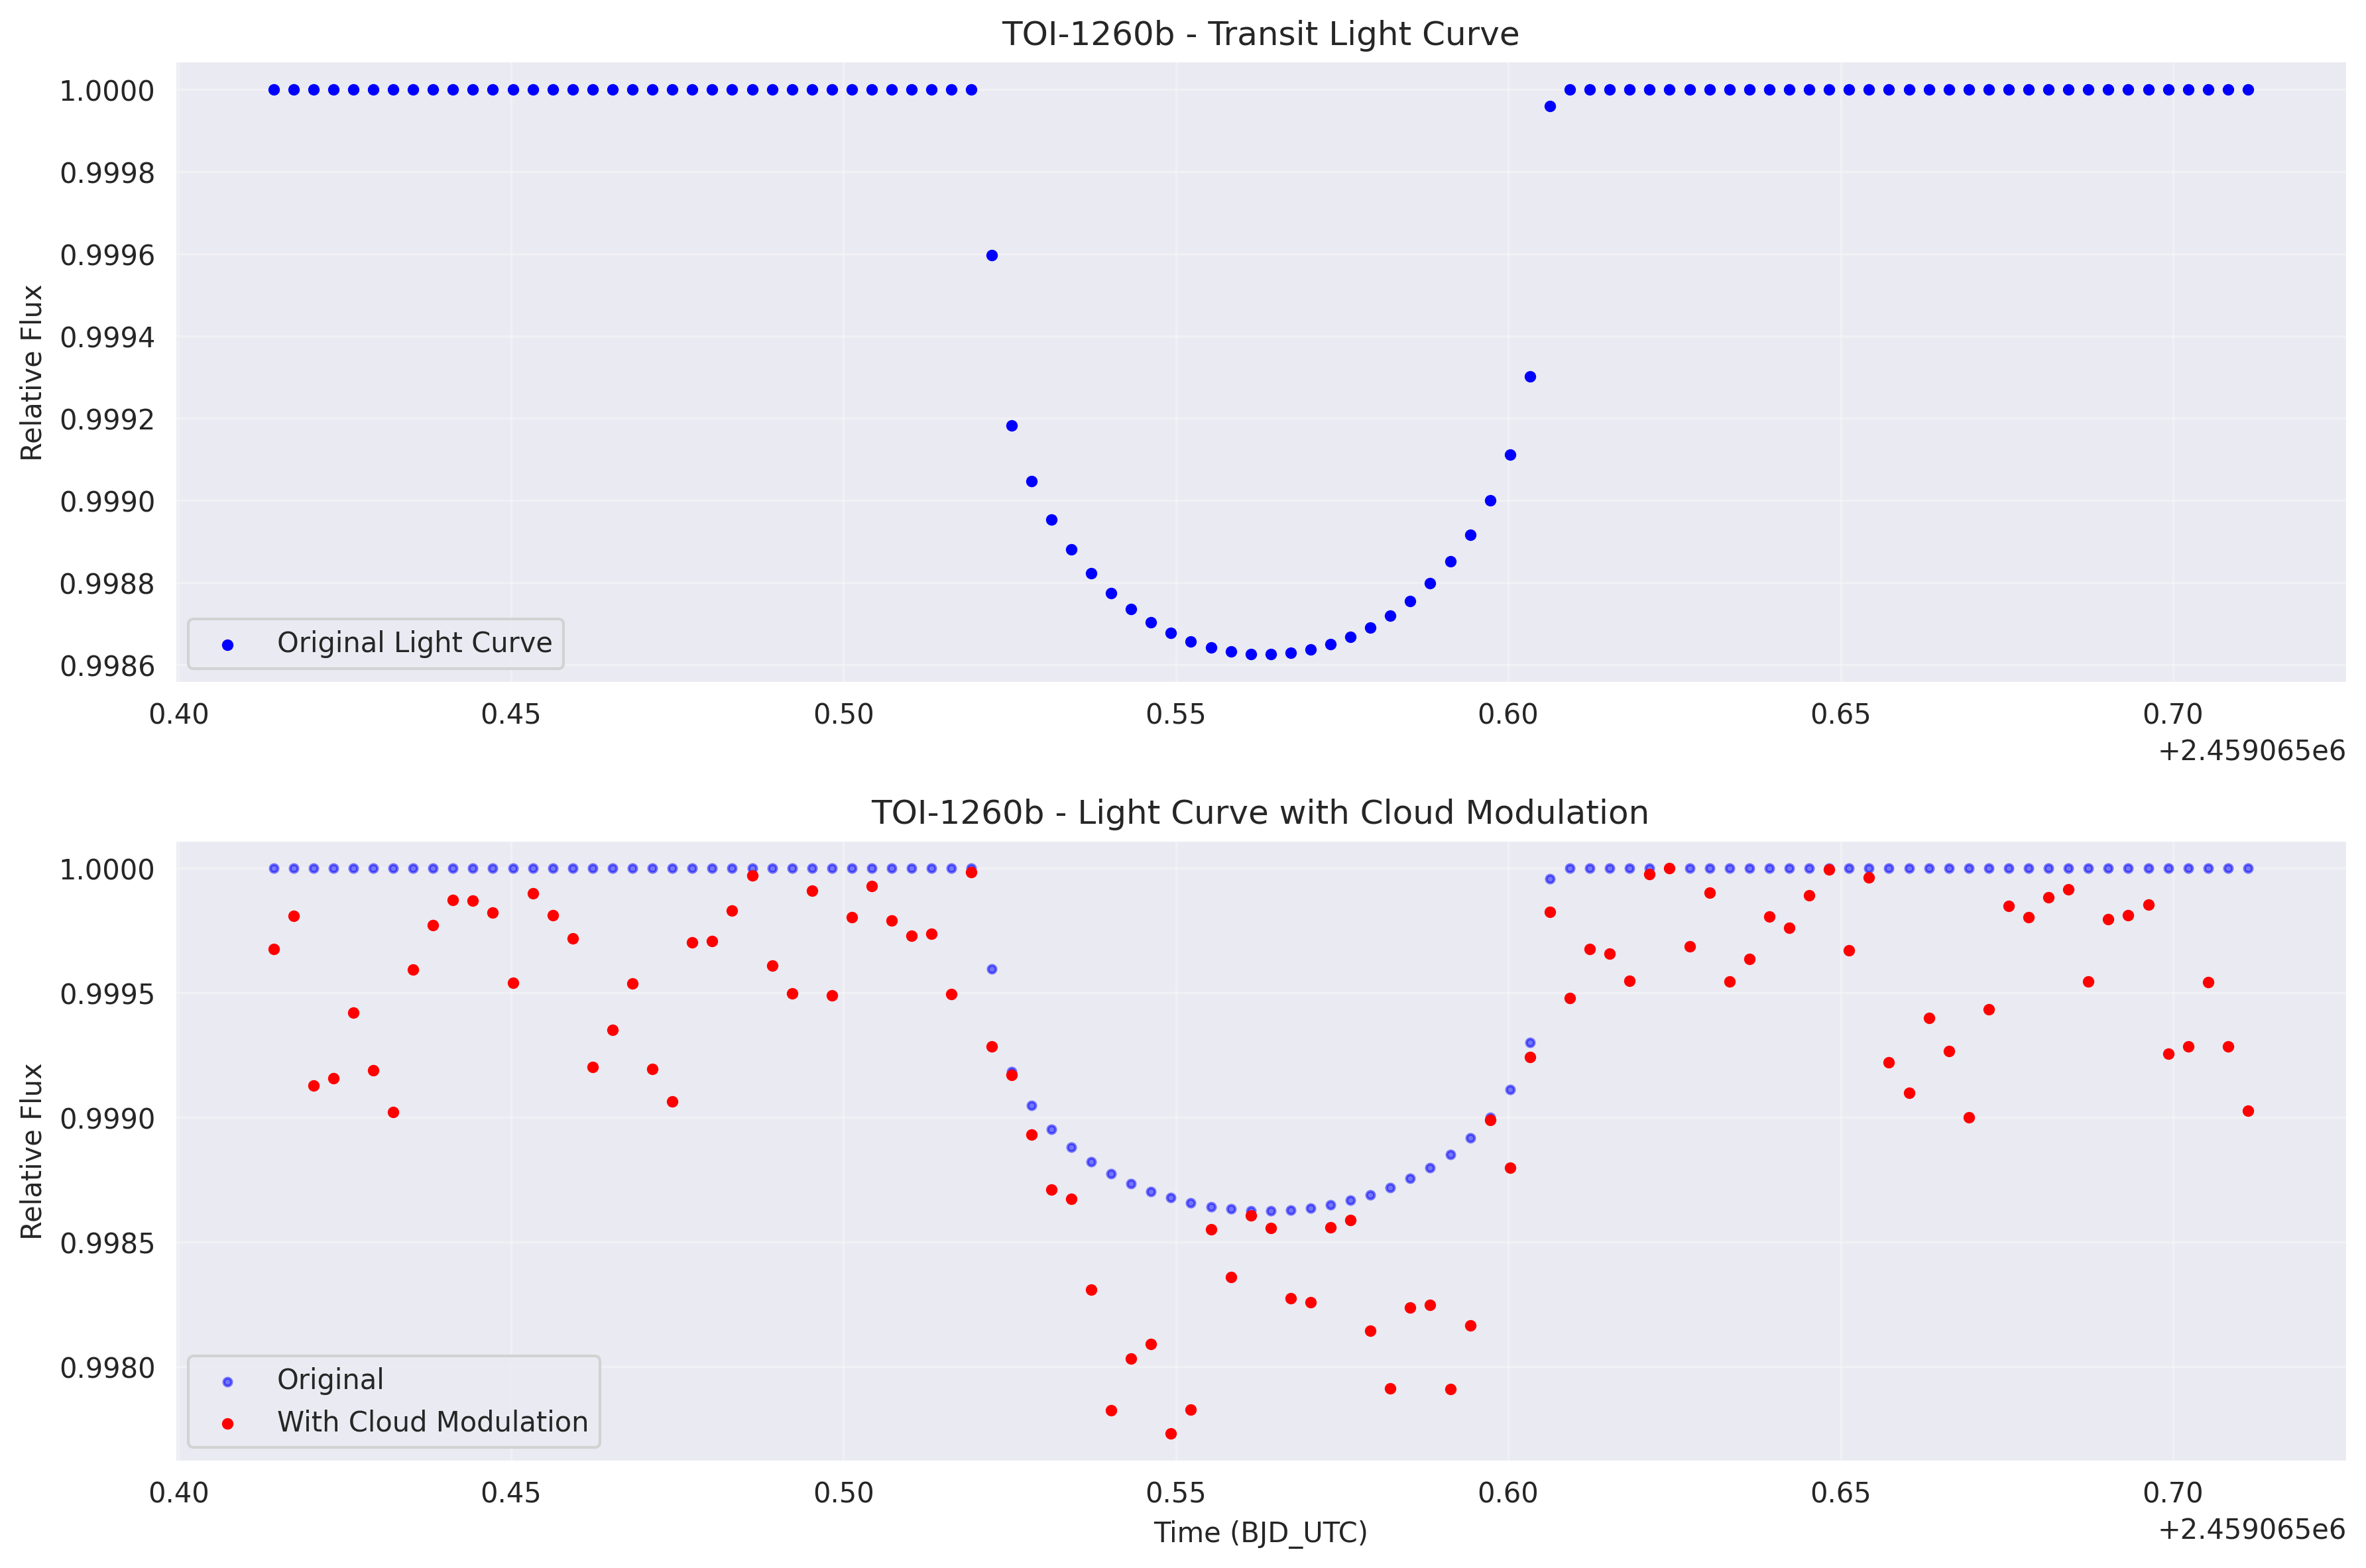 TOI-1260b - Transit Light Curve
1.0000
0.9998
0.9996
0.9994
0.9992
0.9990
0.9988
0.9986
Relative Flux
Original Light Curve
0.40 0.45 0.50 0.55 0.60 0.65 0.70
+2.459065e6
TOI-1260b - Light Curve with Cloud Modulation
1.0000
0.9995
0.9990
0.9985
0.9980
Relative Flux
Original
With Cloud Modulation
0.40 0.45 0.50 0.55 0.60 0.65 0.70
Time (BJD_UTC)
+2.459065e6